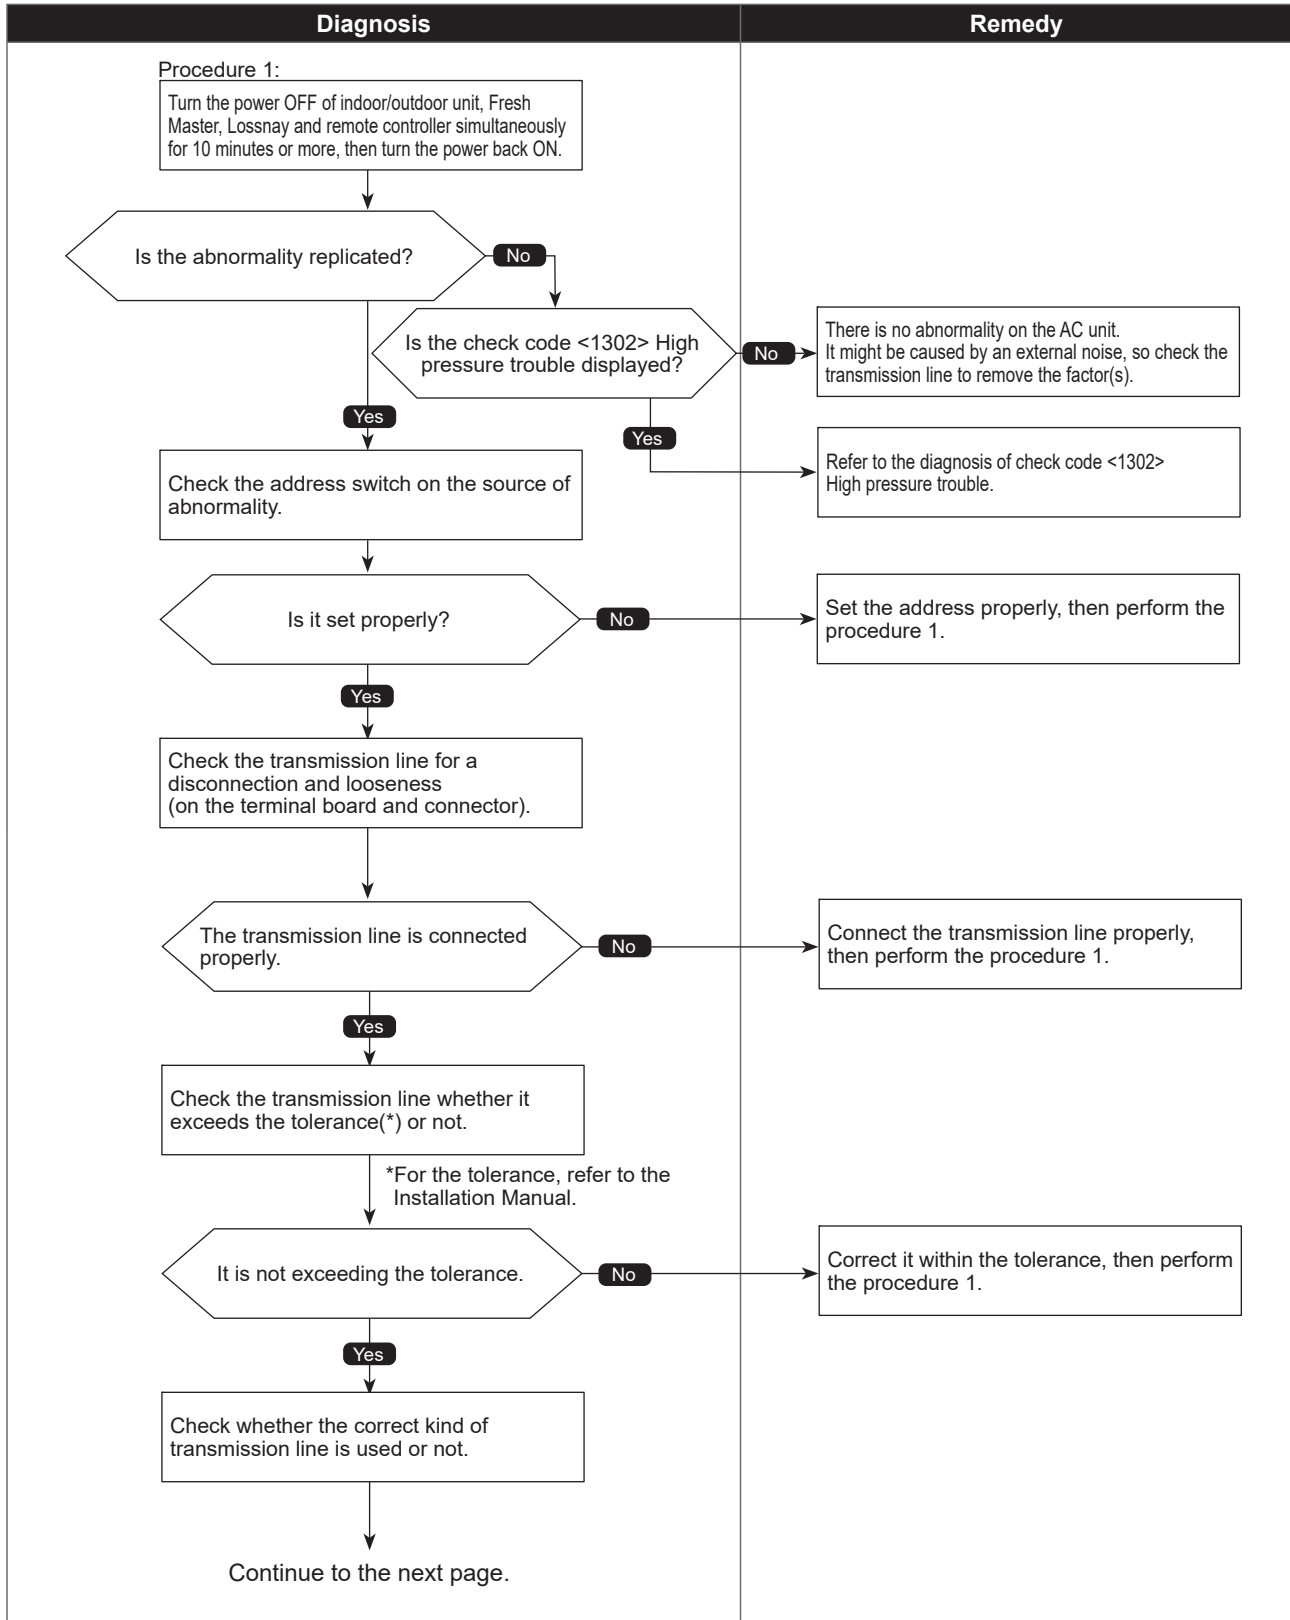 Diagnosis
Remedy
Procedure 1:
Turn the power OFF of indoor/outdoor unit, Fresh
Master, Lossnay and remote controller simultaneously
for 10 minutes or more, then turn the power back ON.
Is the abnormality replicated?
No
Is the check code <1302> High
pressure trouble displayed?
No
There is no abnormality on the AC unit.
It might be caused by an external noise, so check the
transmission line to remove the factor(s).
Yes
Yes
Refer to the diagnosis of check code <1302>
High pressure trouble.
Check the address switch on the source of
abnormality.
Is it set properly?
No
Set the address properly, then perform the
procedure 1.
Yes
Check the transmission line for a
disconnection and looseness
(on the terminal board and connector).
The transmission line is connected
properly.
No
Connect the transmission line properly,
then perform the procedure 1.
Yes
Check the transmission line whether it
exceeds the tolerance(*) or not.
*For the tolerance, refer to the
Installation Manual.
It is not exceeding the tolerance.
No
Correct it within the tolerance, then perform
the procedure 1.
Yes
Check whether the correct kind of
transmission line is used or not.
Continue to the next page.